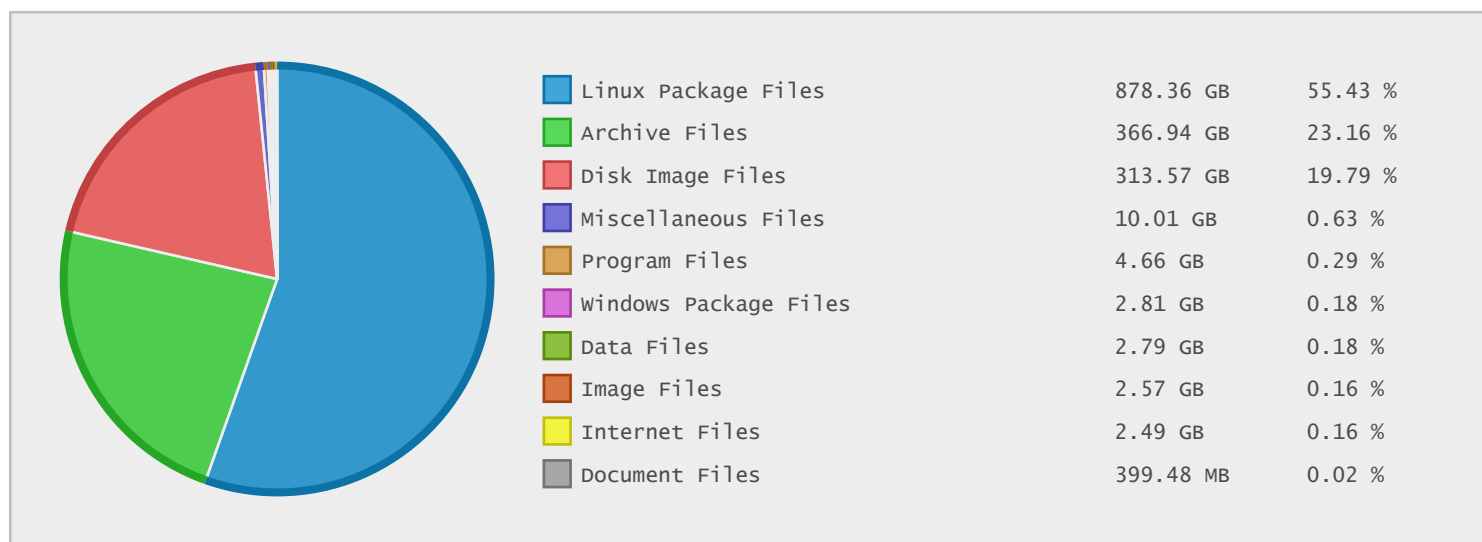 Linux Package Files 878.36 GB 55.43 %
Archive Files 366.94 GB 23.16 %
Disk Image Files 313.57 GB 19.79 %
Miscellaneous Files 10.01 GB 0.63 %
Program Files 4.66 GB 0.29 %
Windows Package Files 2.81 GB 0.18 %
Data Files 2.79 GB 0.18 %
Image Files 2.57 GB 0.16 %
Internet Files 2.49 GB 0.16 %
Document Files 399.48 MB 0.02 %